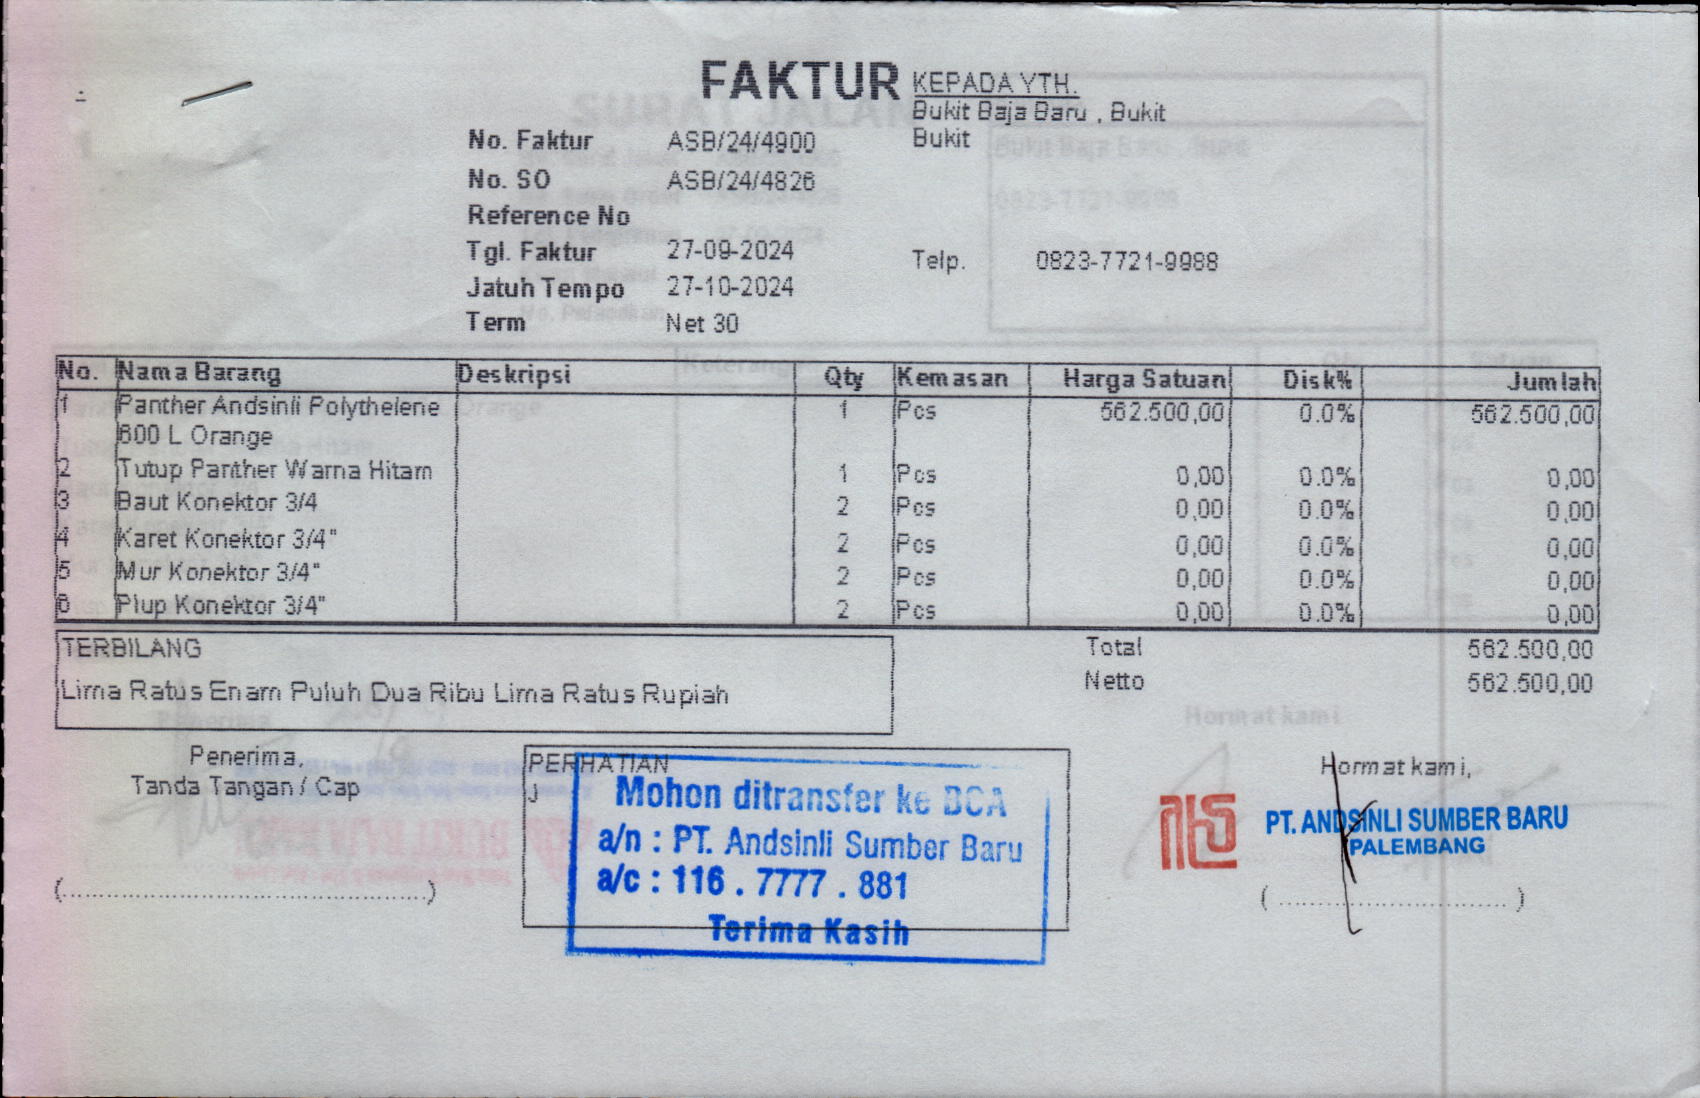 FAKTUR
KEPADA YTH.
Bukit Baja Baru , Bukit
Bukit
No. Faktur ASB/24/4900
No. SO ASB/24/4826
Reference No
Tgl. Faktur 27-09-2024
Telp. 0823-7721-9988
Jatuh Tempo 27-10-2024
Term Net 30
No. Nama Barang Deskripsi Qty Kemasan Harga Satuan Disk% Jumlah
1 Panther Andsinli Polythelene 1 Pcs 562.500,00 0.0% 562.500,00
600 L Orange
2 Tutup Panther Warna Hitam 1 Pcs 0,00 0.0% 0,00
3 Baut Konektor 3/4 2 Pcs 0,00 0.0% 0,00
4 Karet Konektor 3/4" 2 Pcs 0,00 0.0% 0,00
5 Mur Konektor 3/4" 2 Pcs 0,00 0.0% 0,00
6 Plup Konektor 3/4" 2 Pcs 0,00 0.0% 0,00
TERBILANG
Lima Ratus Enam Puluh Dua Ribu Lima Ratus Rupiah
Total 562.500,00
Netto 562.500,00
Penerima,
Tanda Tangan / Cap
(............................................)
PERHATIAN
J
Mohon ditransfer ke BCA
a/n : PT. Andsinli Sumber Baru
a/c : 116 . 7777 . 881
Terima Kasih
Hormat kami,
PT. ANDSINLI SUMBER BARU
PALEMBANG
(............................)